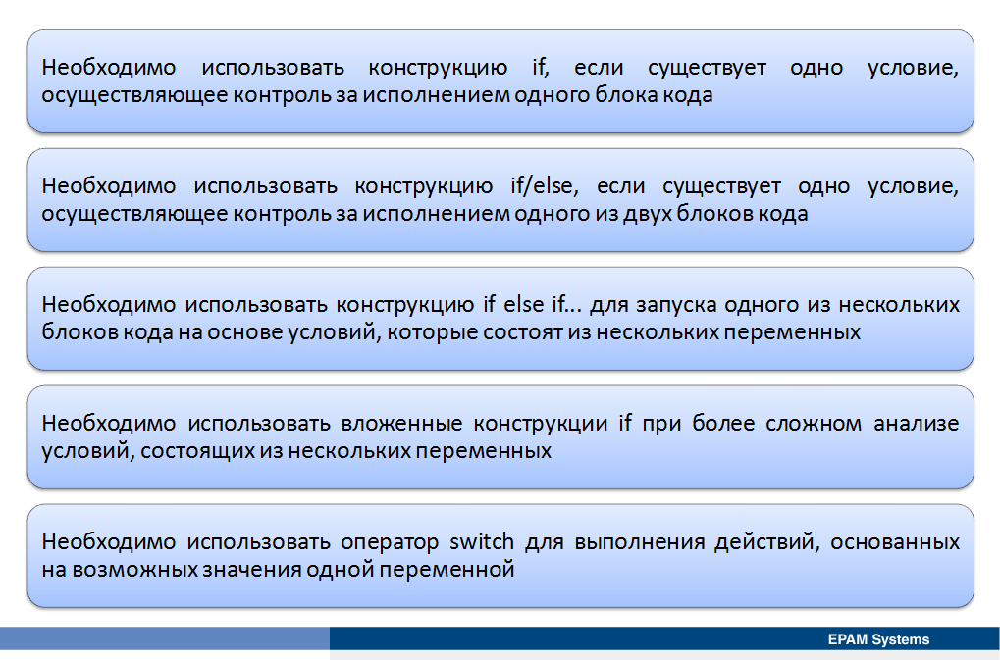 Необходимо использовать конструкцию if, если существует одно условие,
осуществляющее контроль за исполнением одного блока кода
Необходимо использовать конструкцию if/else, если существует одно условие,
осуществляющее контроль за исполнением одного из двух блоков кода
Необходимо использовать конструкцию if else if... для запуска одного из нескольких
блоков кода на основе условий, которые состоят из нескольких переменных
Необходимо использовать вложенные конструкции if при более сложном анализе
условий, состоящих из нескольких переменных
Необходимо использовать оператор switch для выполнения действий, основанных
на возможных значения одной переменной
EPAM Systems